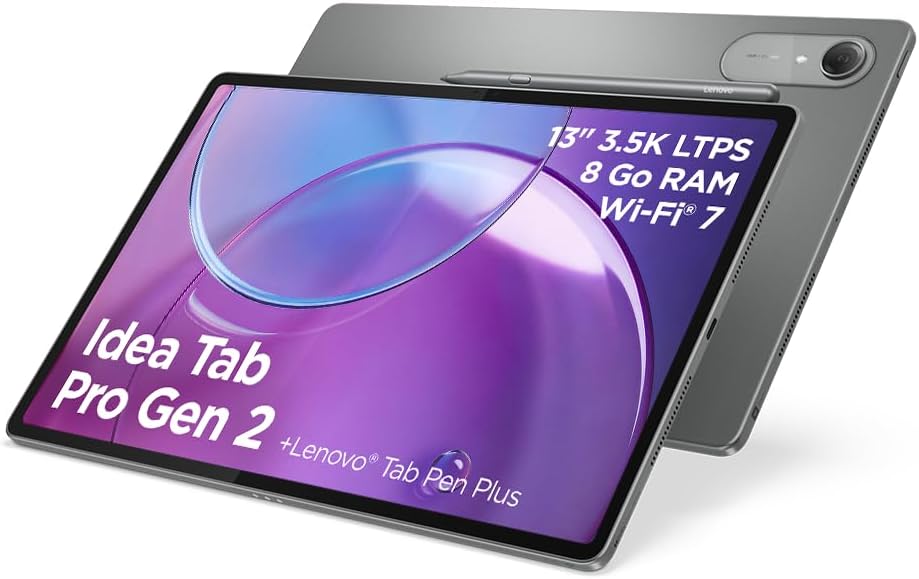 Lenovo
13" 3.5K LTPS
8 Go RAM
Wi-Fi® 7
Idea Tab
Pro Gen 2
+Lenovo® Tab Pen Plus